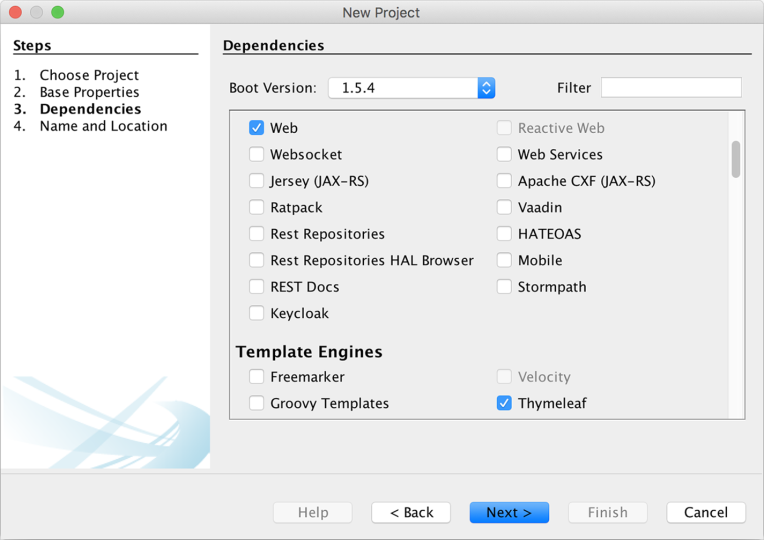 New Project
Steps
1. Choose Project
2. Base Properties
3. Dependencies
4. Name and Location
Dependencies
Boot Version: 1.5.4 Filter
Web Reactive Web
Websocket Web Services
Jersey (JAX-RS) Apache CXF (JAX-RS)
Ratpack Vaadin
Rest Repositories HATEOAS
Rest Repositories HAL Browser Mobile
REST Docs Stormpath
Keycloak
Template Engines
Freemarker Velocity
Groovy Templates Thymeleaf
Help < Back Next > Finish Cancel